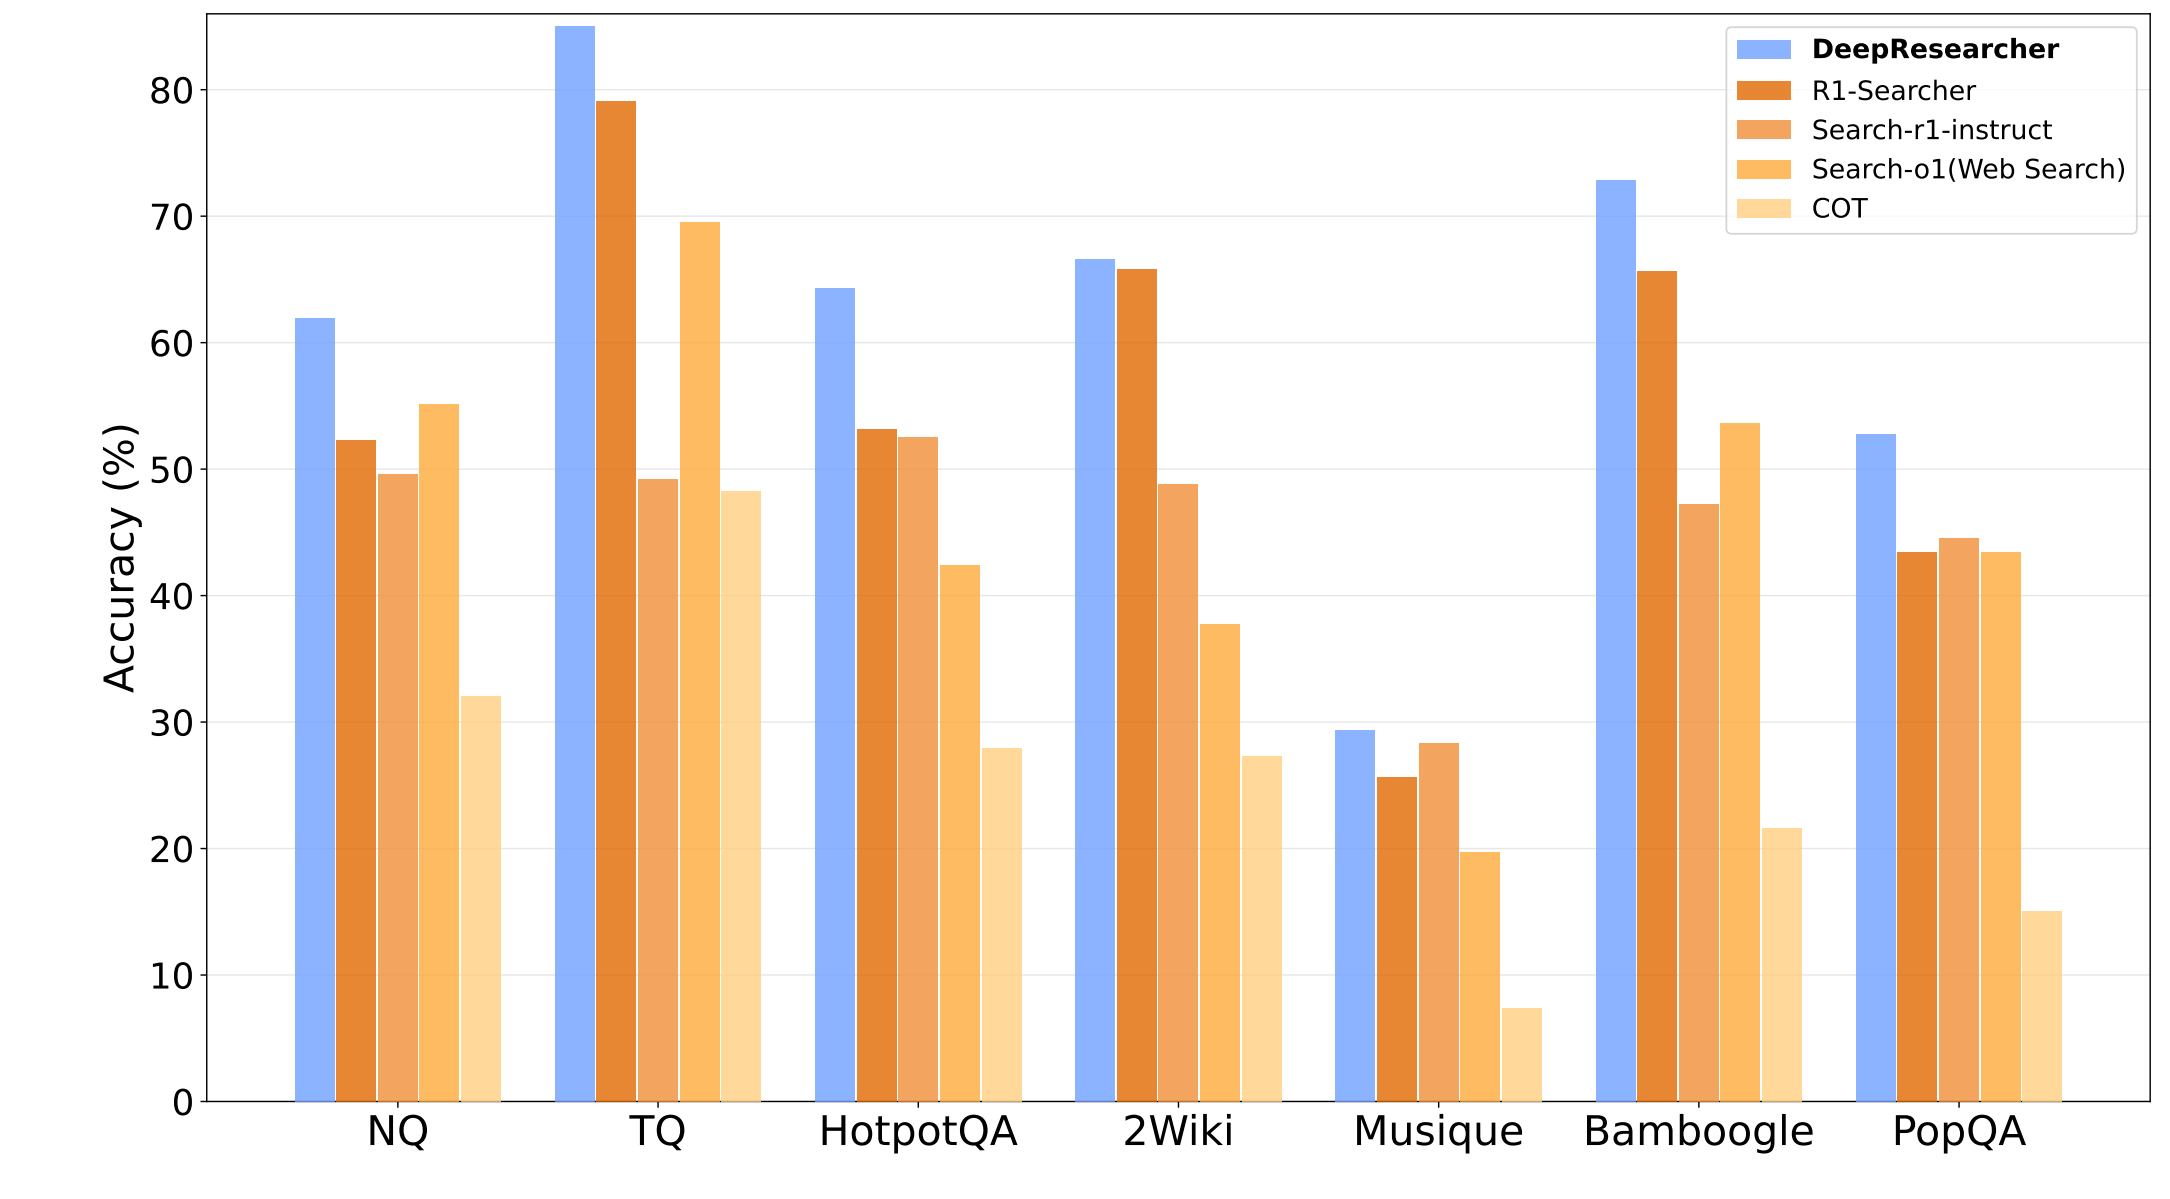 DeepResearcher
R1-Searcher
Search-r1-instruct
Search-o1(Web Search)
COT
Accuracy (%)
80
70
60
50
40
30
20
10
0
NQ TQ HotpotQA 2Wiki Musique Bamboogle PopQA